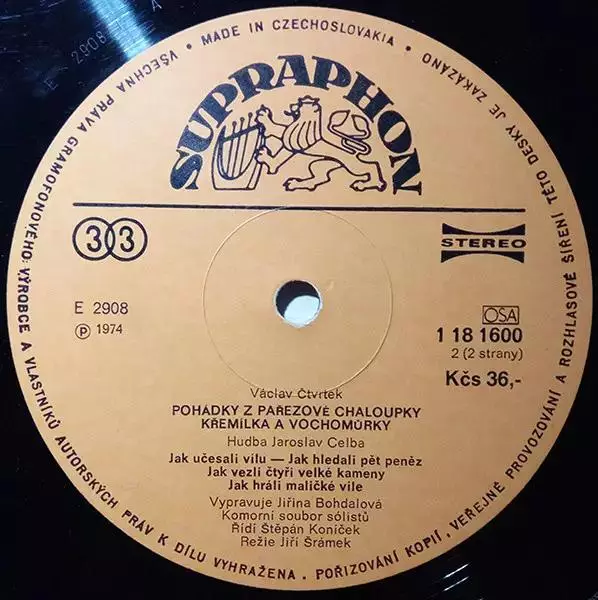 VŠECHNA PRÁVA GRAMOFONOVÉHO VÝROBCE A VLASTNÍKŮ AUTORSKÝCH PRÁV K DÍLU VYHRAŽENA. POŘIZOVÁNÍ KOPIÍ, VEŘEJNÉ PROVOZOVÁNÍ A ROZHLASOVÉ ŠÍŘENÍ TÉTO DESKY JE ZAKÁZÁNO
• MADE IN CZECHOSLOVAKIA •
E 2908 A
SUPRAPHON
33
STEREO
E 2908
℗ 1974
OSA
1 18 1600
2 (2 strany)
Kčs 36,-
Václav Čtvrtek
POHÁDKY Z PAŘEZOVÉ CHALOUPKY
KŘEMÍLKA A VOCHOMŮRKY
Hudba Jaroslav Celba
Jak učesali vílu — Jak hledali pět peněz
Jak vezli čtyři velké kameny
Jak hráli maličké víle
Vypravuje Jiřina Bohdalová
Komorní soubor sólistů
Řídí Štěpán Koníček
Režie Jiří Šrámek